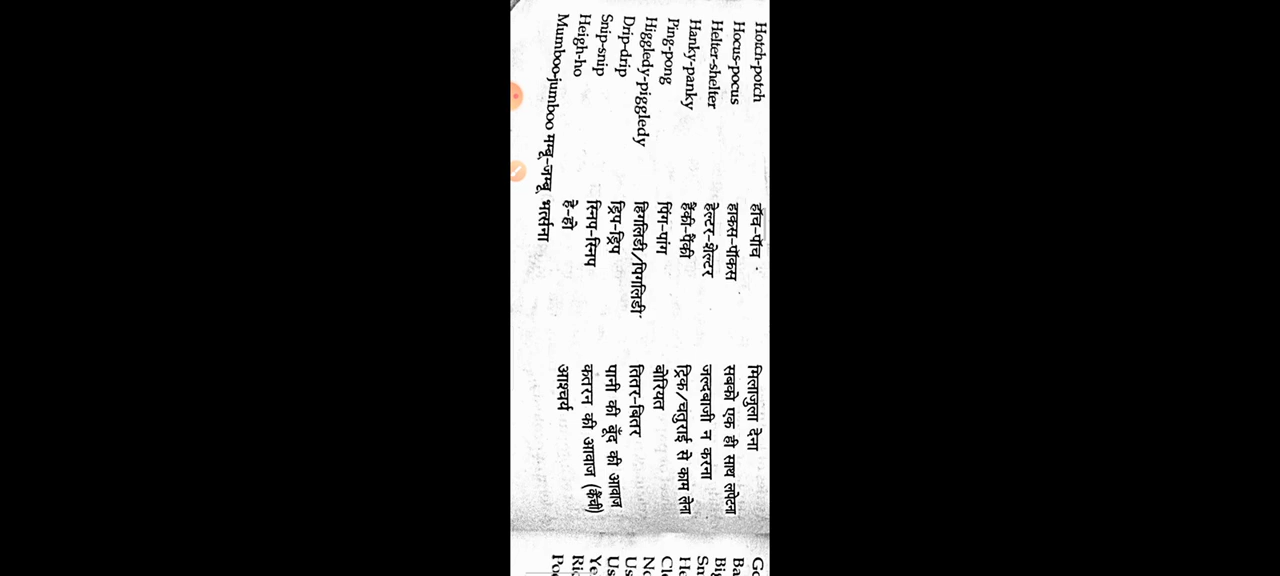 Hotch-potch हॉच-पॉच मिलाजुला देना
Hocus-pocus हाकस-पॉकस सबको एक ही साथ लपेटना
Helter-shelter हेल्टर-शेल्टर जल्दबाजी न करना
Hanky-panky हैंकी-पैंकी ट्रिक/चतुराई से काम लेना
Ping-pong पिंग-पांग बोरियत
Higgledy-piggledy हिगलिडी/पिगलिडी तितर-बितर
Drip-drip ड्रिप-ड्रिप पानी की बूँद की आवाज
Snip-snip स्निप-स्निप कतरन की आवाज (कैंची)
Heigh-ho हे-हो आश्चर्य
Mumboo-jumboo मम्बू-जम्बू भर्त्सना